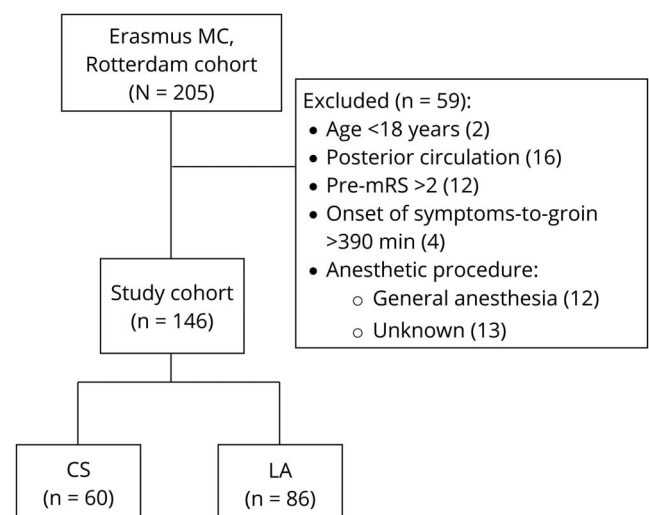 Erasmus MC,
Rotterdam cohort
(N = 205)
Excluded (n = 59):
• Age <18 years (2)
• Posterior circulation (16)
• Pre-mRS >2 (12)
• Onset of symptoms-to-groin
>390 min (4)
• Anesthetic procedure:
○ General anesthesia (12)
○ Unknown (13)
Study cohort
(n = 146)
CS
(n = 60)
LA
(n = 86)